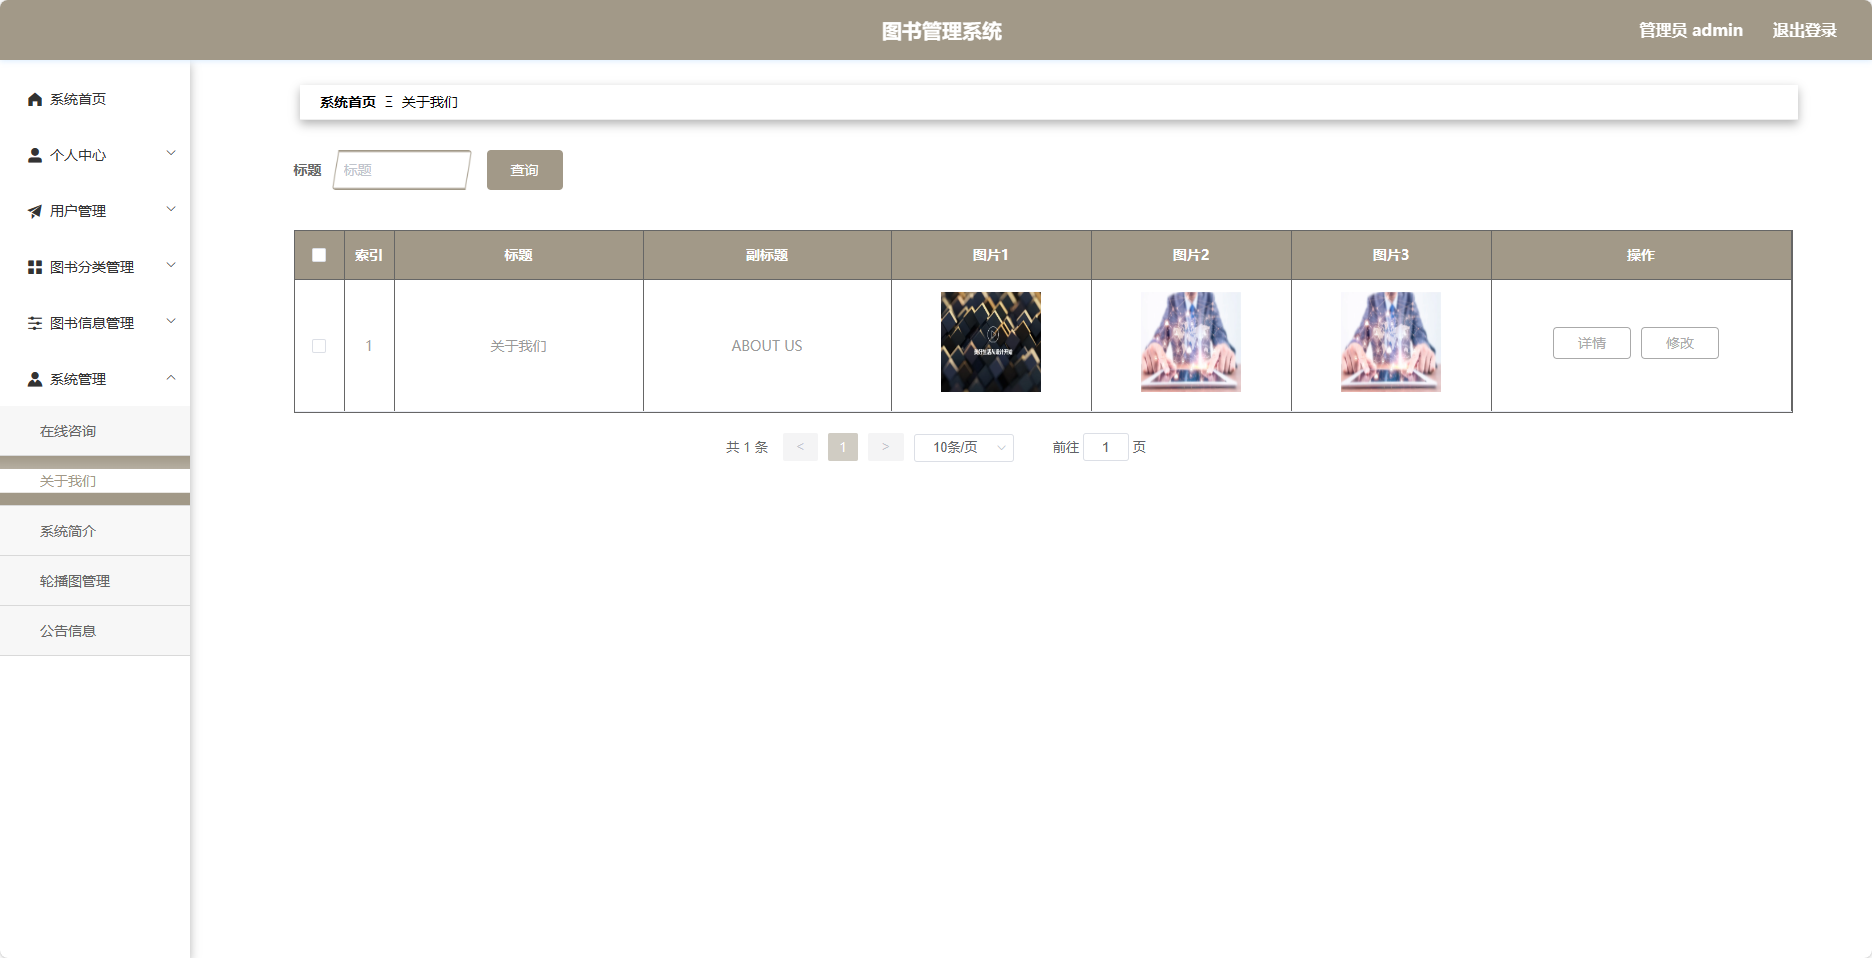 图书管理系统
管理员 admin
退出登录
系统首页
个人中心
用户管理
图书分类管理
图书信息管理
系统管理
在线咨询
关于我们
系统简介
轮播图管理
公告信息
系统首页 Ξ 关于我们
标题 标题 查询
索引 标题 副标题 图片1 图片2 图片3 操作
1 关于我们 ABOUT US 详情 修改
共 1 条 < 1 > 10条/页 前往 1 页